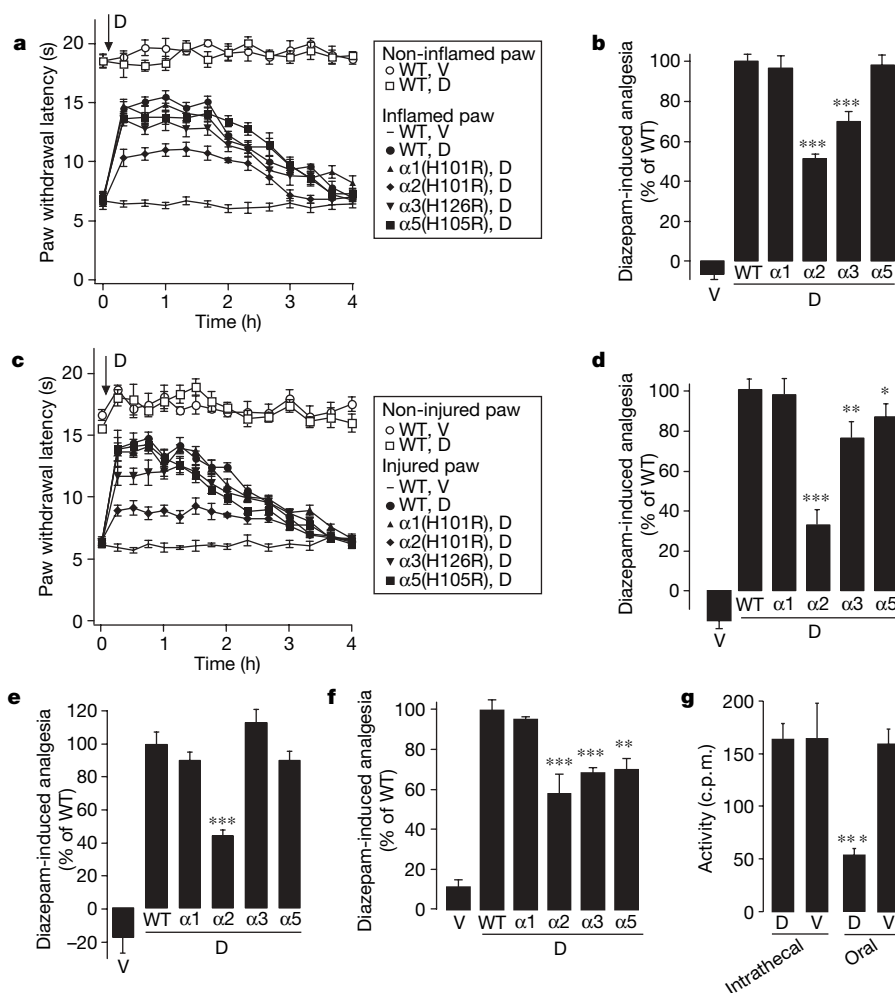 a
D
Paw withdrawal latency (s)
20
15
10
5
0
0 1 2 3 4
Time (h)
Non-inflamed paw
WT, V
WT, D
Inflamed paw
WT, V
WT, D
α1(H101R), D
α2(H101R), D
α3(H126R), D
α5(H105R), D
b
Diazepam-induced analgesia
(% of WT)
100
80
60
40
20
0
***
***
V
WT α1 α2 α3 α5
D
c
D
Paw withdrawal latency (s)
20
15
10
5
0
0 1 2 3 4
Time (h)
Non-injured paw
WT, V
WT, D
Injured paw
WT, V
WT, D
α1(H101R), D
α2(H101R), D
α3(H126R), D
α5(H105R), D
d
Diazepam-induced analgesia
(% of WT)
100
80
60
40
20
0
***
**
*
V
WT α1 α2 α3 α5
D
e
Diazepam-induced analgesia
(% of WT)
120
100
80
60
40
20
0
–20
***
V
WT α1 α2 α3 α5
D
f
Diazepam-induced analgesia
(% of WT)
100
80
60
40
20
0
***
***
**
V WT α1 α2 α3 α5
D
g
Activity (c.p.m.)
200
150
100
50
0
***
D V D V
Intrathecal
Oral